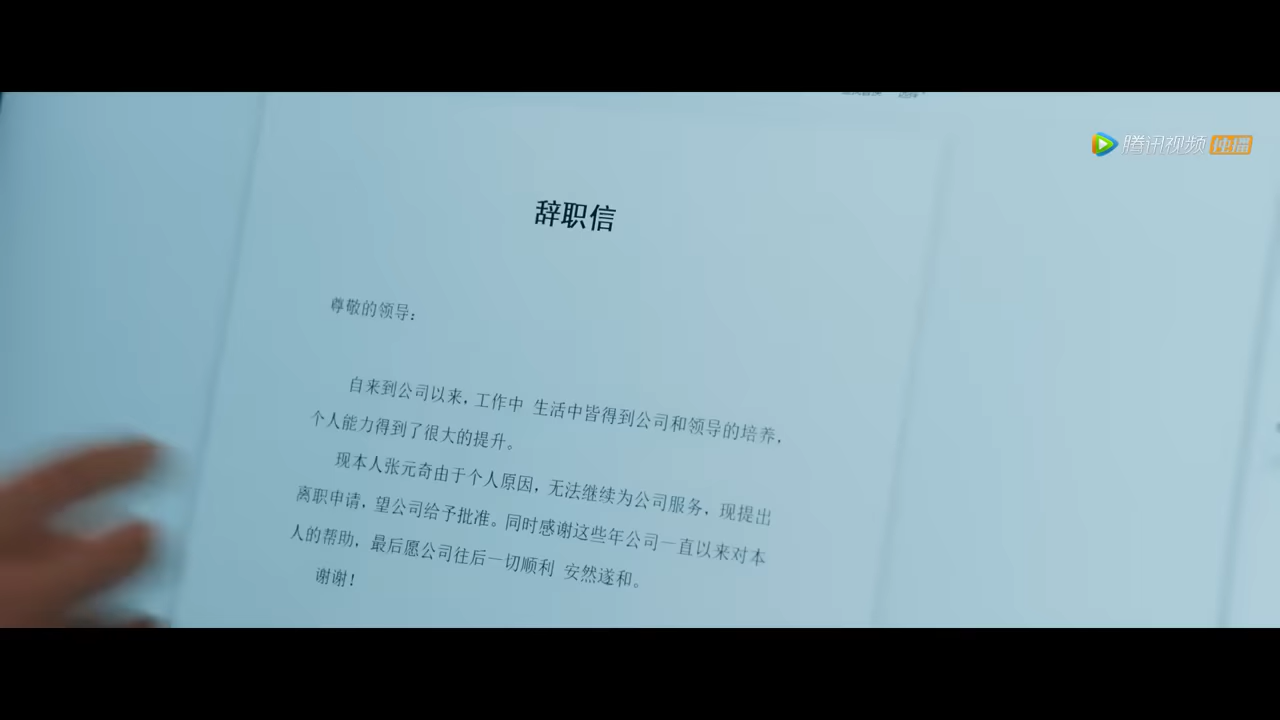 腾讯视频 独播
辞职信
尊敬的领导：
自来到公司以来，工作中 生活中皆得到公司和领导的培养，
个人能力得到了很大的提升。
现本人张元奇由于个人原因，无法继续为公司服务，现提出
离职申请，望公司给予批准。同时感谢这些年公司一直以来对本
人的帮助，最后愿公司往后一切顺利 安然遂和。
谢谢！